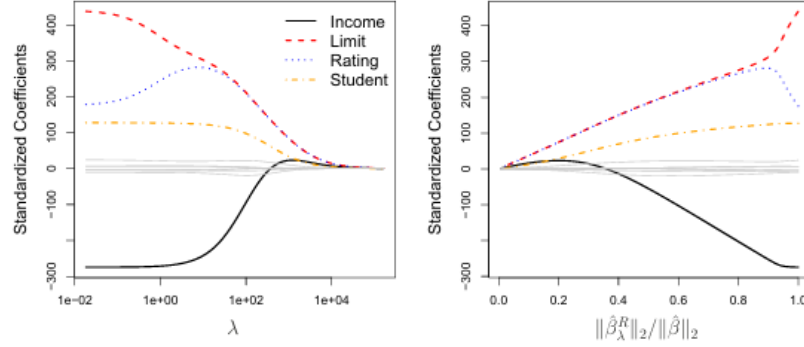 Standardized Coefficients
400
300
200
100
0
−100
−300
Income
Limit
Rating
Student
1e−02 1e+00 1e+02 1e+04
λ
Standardized Coefficients
400
300
200
100
0
−100
−300
0.0 0.2 0.4 0.6 0.8 1.0
‖β̂λᴿ‖₂/‖β̂‖₂